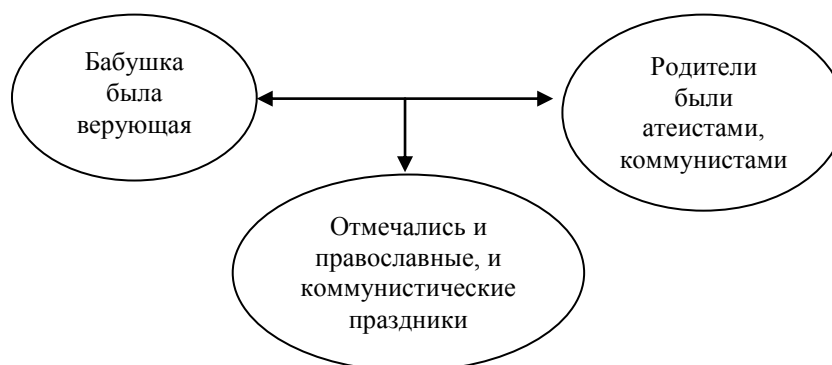 Бабушка
была
верующая
Родители
были
атеистами,
коммунистами
Отмечались и
православные, и
коммунистические
праздники